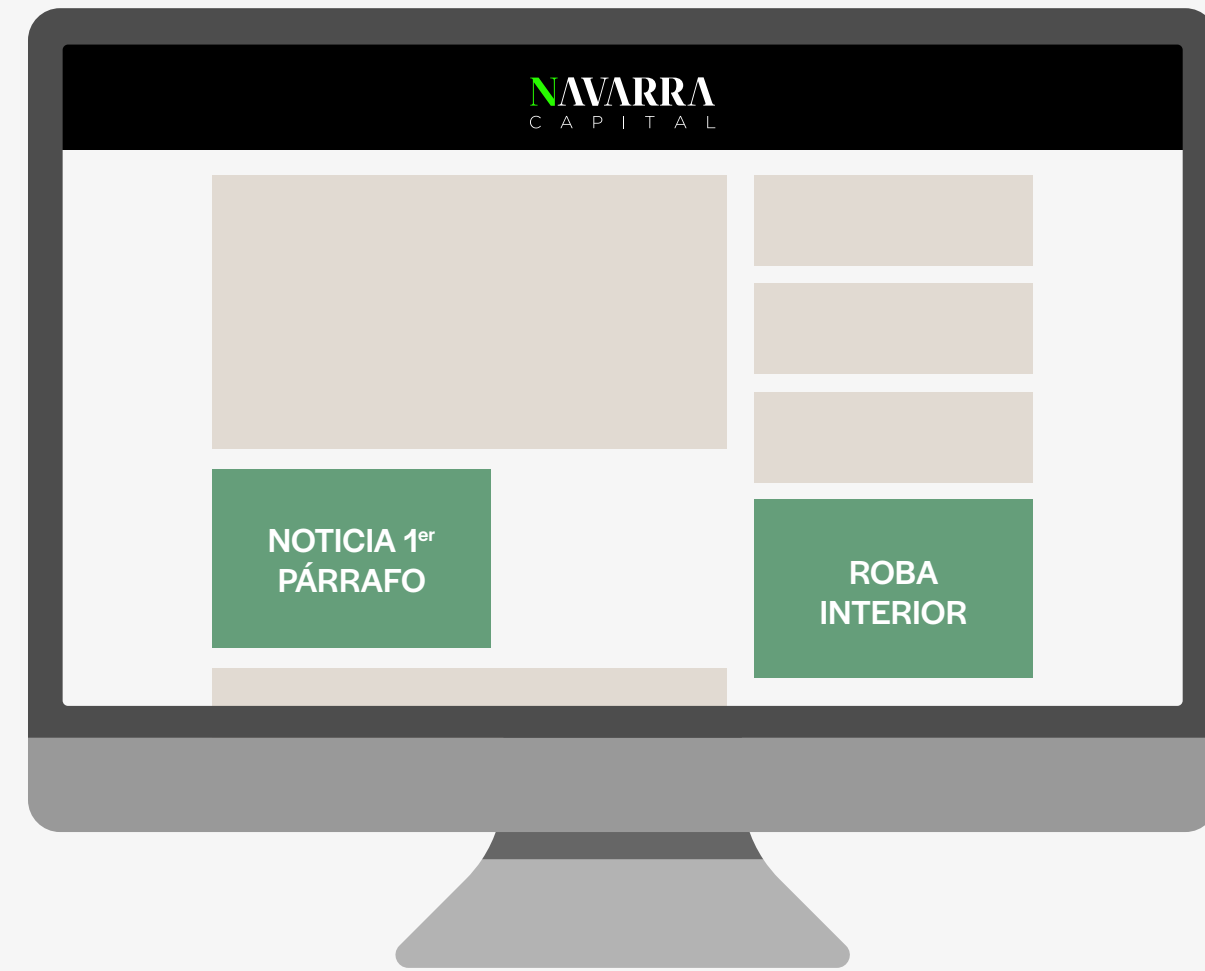 NAVARRA
CAPITAL
NOTICIA 1er
PÁRRAFO
ROBA
INTERIOR